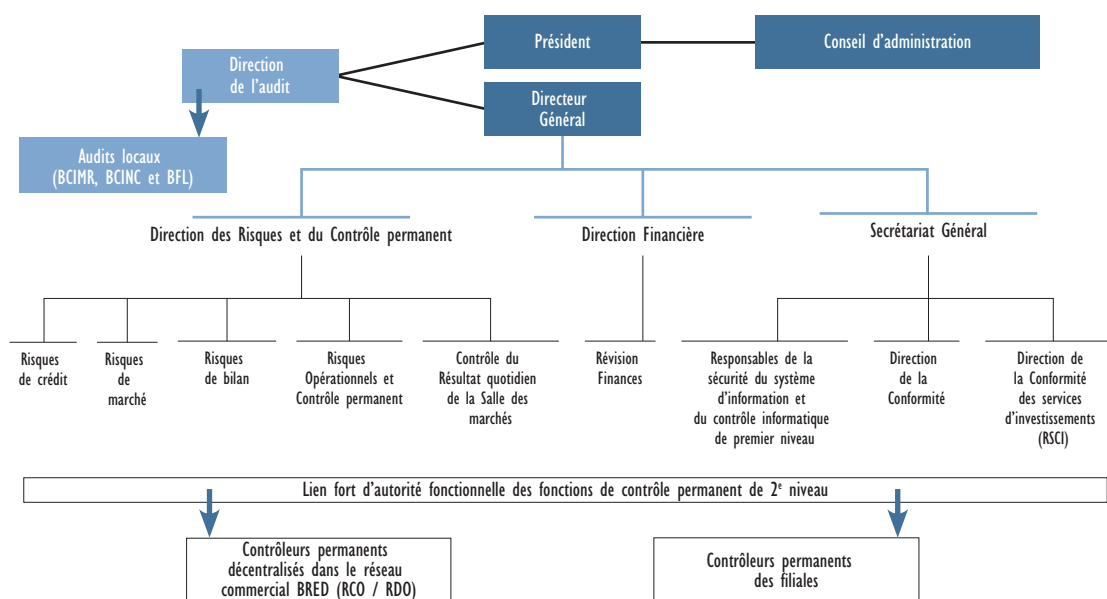 Président
Conseil d'administration
Direction
de l'audit
Directeur
Général
Audits locaux
(BCIMR, BCINC et BFL)
Direction des Risques et du Contrôle permanent
Direction Financière
Secrétariat Général
Risques
de crédit
Risques
de
marché
Risques
de bilan
Risques
Opérationnels et
Contrôle permanent
Contrôle du
Résultat quotidien
de la Salle des
marchés
Révision
Finances
Responsables de la
sécurité du système
d'information et
du contrôle informatique
de premier niveau
Direction
de la
Conformité
Direction de
la Conformité
des services
d'investissements
(RSCI)
Lien fort d'autorité fonctionnelle des fonctions de contrôle permanent de 2e niveau
Contrôleurs permanents
décentralisés dans le réseau
commercial BRED (RCO / RDO)
Contrôleurs permanents
des filiales